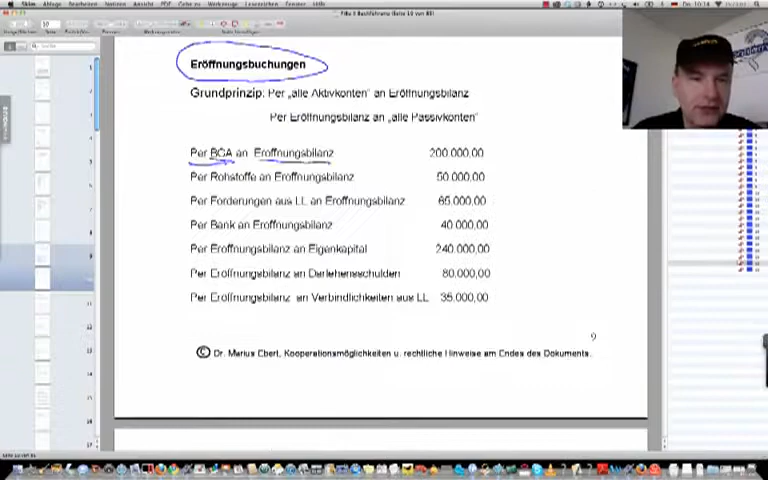 Eröffnungsbuchungen
Grundprinzip: Per „alle Aktivkonten" an Eröffnungsbilanz
Per Eröffnungsbilanz an „alle Passivkonten"
Per BGA an Eröffnungsbilanz 200.000,00
Per Rohstoffe an Eröffnungsbilanz 50.000,00
Per Forderungen aus LL an Eröffnungsbilanz 65.000,00
Per Bank an Eröffnungsbilanz 40.000,00
Per Eröffnungsbilanz an Eigenkapital 240.000,00
Per Eröffnungsbilanz an Darlehensschulden 80.000,00
Per Eröffnungsbilanz an Verbindlichkeiten aus LL 35.000,00
9
© Dr. Marius Ebert, Kooperationsmöglichkeiten u. rechtliche Hinweise am Endes des Dokuments.